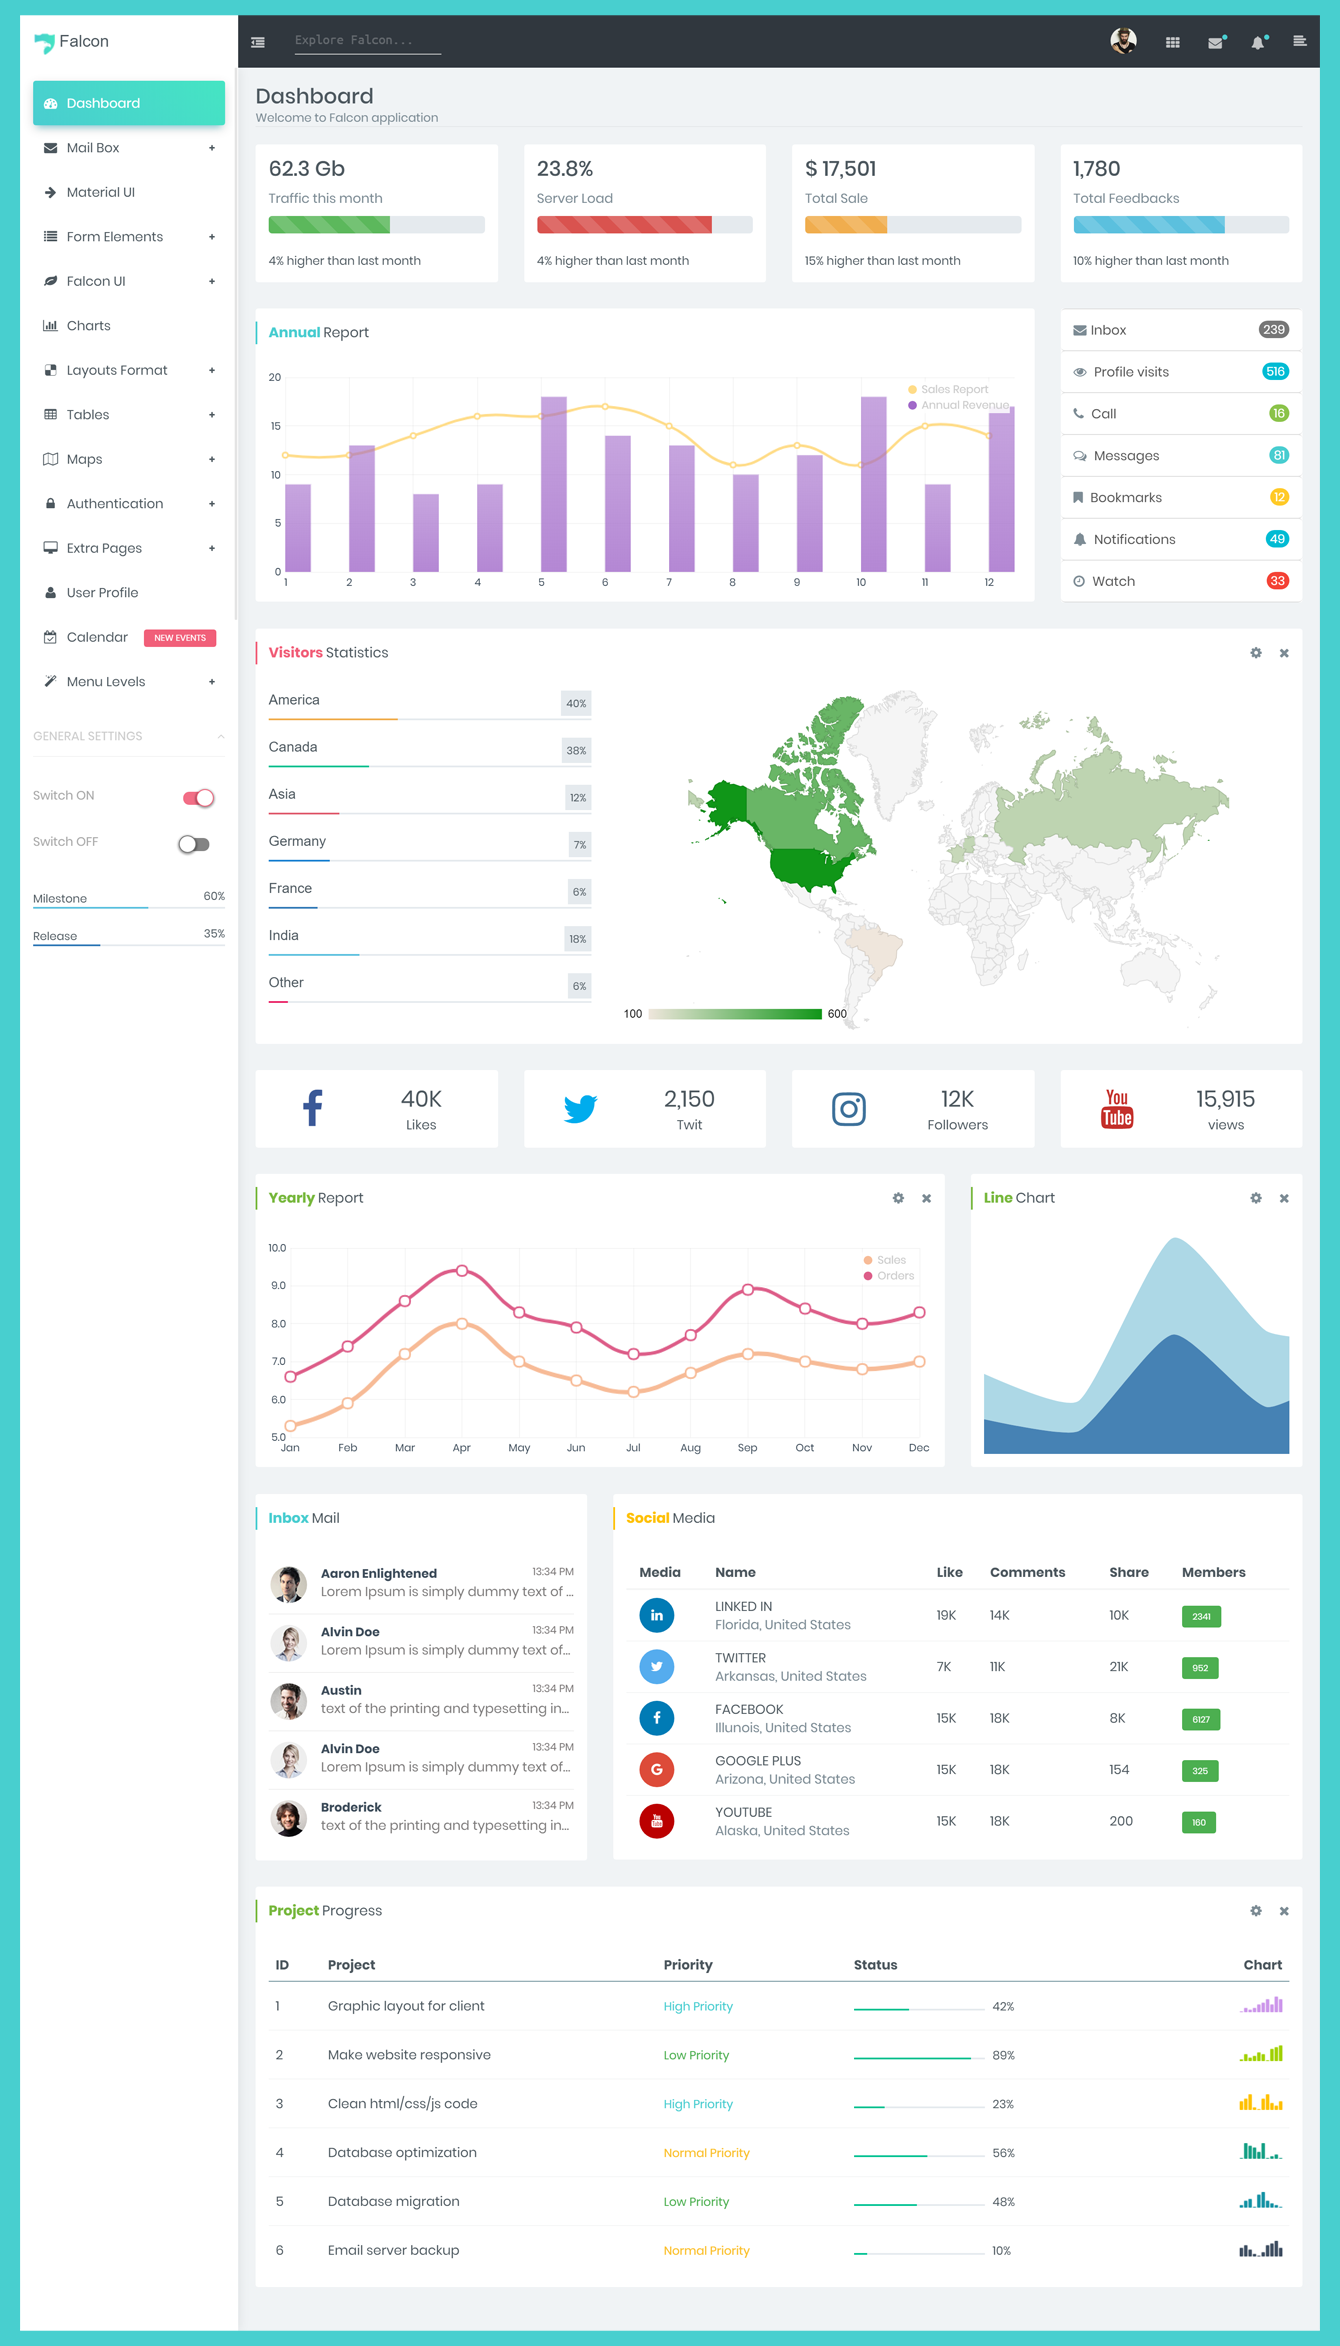 Falcon
Explore Falcon...
Dashboard
Mail Box +
Material UI
Form Elements +
Falcon UI +
Charts
Layouts Format +
Tables +
Maps +
Authentication +
Extra Pages +
User Profile
Calendar NEW EVENTS
Menu Levels +
GENERAL SETTINGS
Switch ON
Switch OFF
Milestone 60%
Release 35%
Dashboard
Welcome to Falcon application
62.3 Gb
Traffic this month
4% higher than last month
23.8%
Server Load
4% higher than last month
$ 17,501
Total Sale
15% higher than last month
1,780
Total Feedbacks
10% higher than last month
Annual Report
Sales Report
Annual Revenue
20
15
10
5
0
1 2 3 4 5 6 7 8 9 10 11 12
Inbox 239
Profile visits 516
Call 16
Messages 81
Bookmarks 12
Notifications 49
Watch 33
Visitors Statistics
America 40%
Canada 38%
Asia 12%
Germany 7%
France 6%
India 18%
Other 6%
100 600
40K
Likes
2,150
Twit
12K
Followers
You
Tube
15,915
views
Yearly Report
Sales
Orders
10.0
9.0
8.0
7.0
6.0
5.0
Jan Feb Mar Apr May Jun Jul Aug Sep Oct Nov Dec
Line Chart
Inbox Mail
Aaron Enlightened 13:34 PM
Lorem Ipsum is simply dummy text of ...
Alvin Doe 13:34 PM
Lorem Ipsum is simply dummy text of...
Austin 13:34 PM
text of the printing and typesetting in...
Alvin Doe 13:34 PM
Lorem Ipsum is simply dummy text of...
Broderick 13:34 PM
text of the printing and typesetting in...
Social Media
Media Name Like Comments Share Members
LINKED IN
Florida, United States 19K 14K 10K 2341
TWITTER
Arkansas, United States 7K 11K 21K 952
FACEBOOK
Illunois, United States 15K 18K 8K 6127
GOOGLE PLUS
Arizona, United States 15K 18K 154 325
YOUTUBE
Alaska, United States 15K 18K 200 160
Project Progress
ID Project Priority Status Chart
1 Graphic layout for client High Priority 42%
2 Make website responsive Low Priority 89%
3 Clean html/css/js code High Priority 23%
4 Database optimization Normal Priority 56%
5 Database migration Low Priority 48%
6 Email server backup Normal Priority 10%